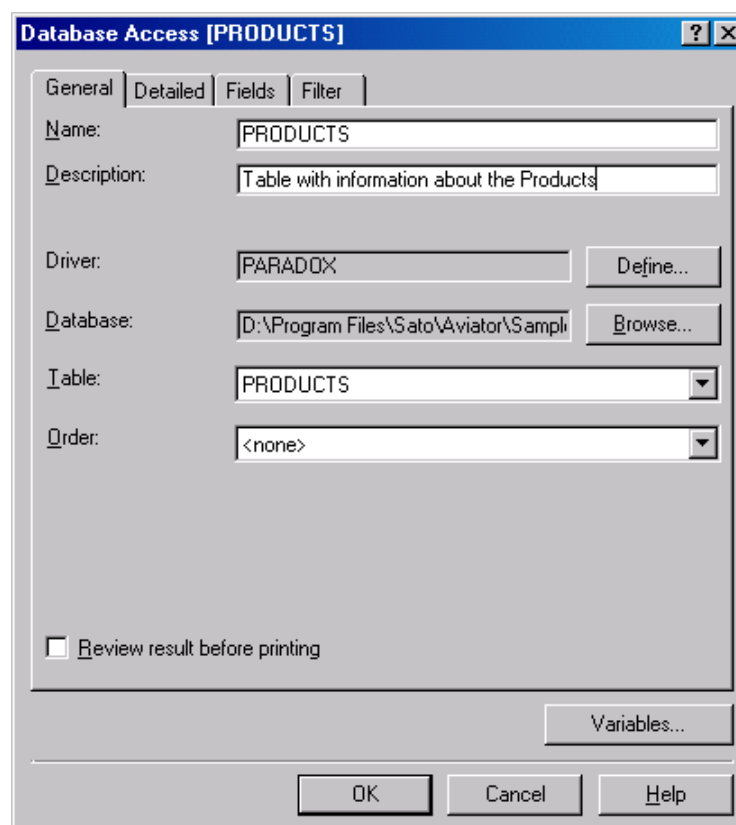 Database Access [PRODUCTS]
General Detailed Fields Filter
Name: PRODUCTS
Description: Table with information about the Products
Driver: PARADOX Define...
Database: D:\Program Files\Sato\Aviator\Sampl Browse...
Table: PRODUCTS
Order: <none>
Review result before printing
Variables...
OK Cancel Help